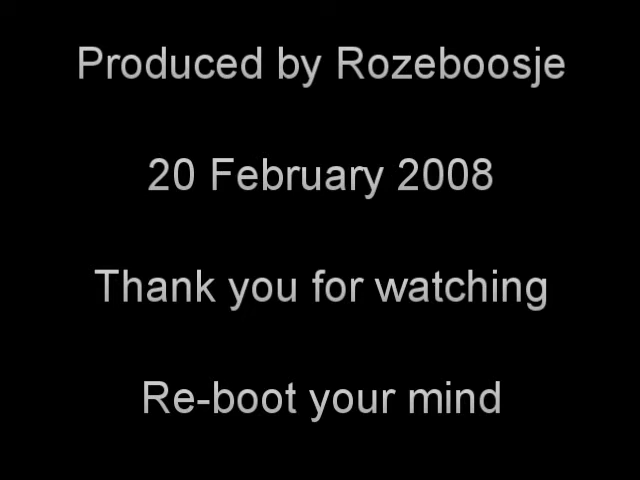 Produced by Rozeboosje
20 February 2008
Thank you for watching
Re-boot your mind